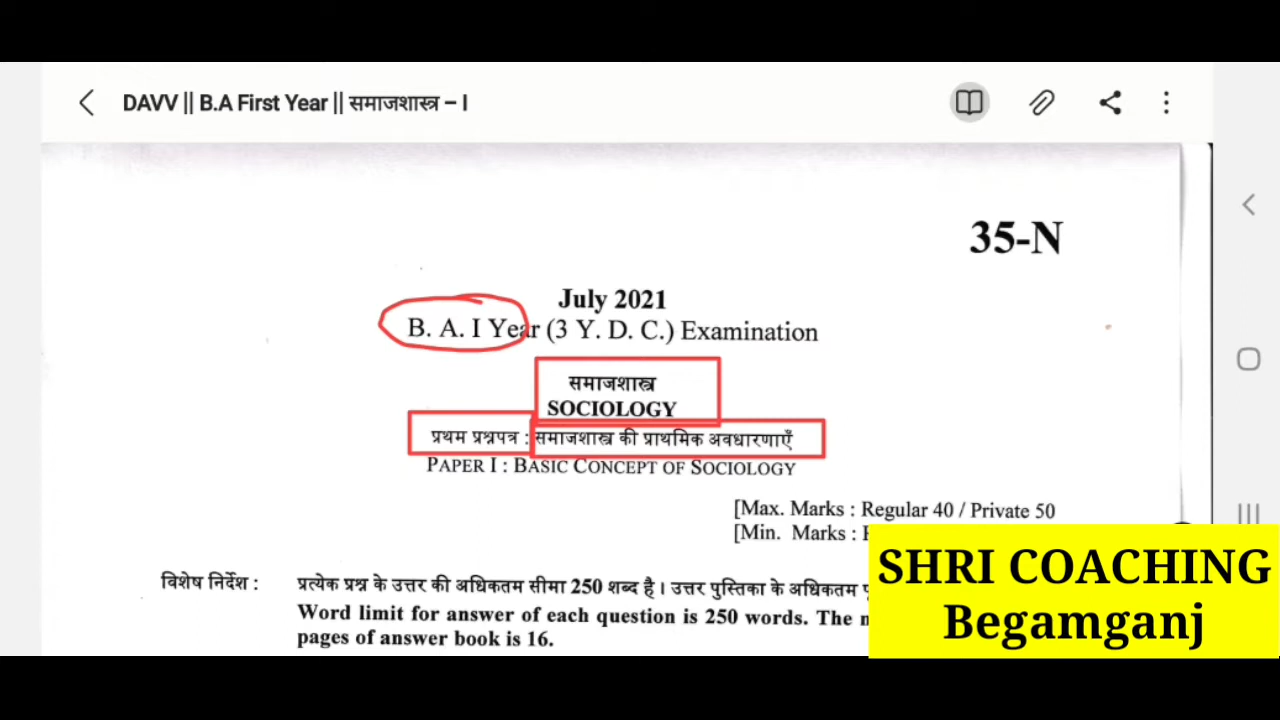 DAVV || B.A First Year || समाजशास्त्र – I
35-N
July 2021
B. A. I Year (3 Y. D. C.) Examination
समाजशास्त्र
SOCIOLOGY
प्रथम प्रश्नपत्र : समाजशास्त्र की प्राथमिक अवधारणाएँ
PAPER I : BASIC CONCEPT OF SOCIOLOGY
[Max. Marks : Regular 40 / Private 50
[Min. Marks :
विशेष निर्देश : प्रत्येक प्रश्न के उत्तर की अधिकतम सीमा 250 शब्द है। उत्तर पुस्तिका के अधिकतम
Word limit for answer of each question is 250 words. The
pages of answer book is 16.
SHRI COACHING
Begamganj